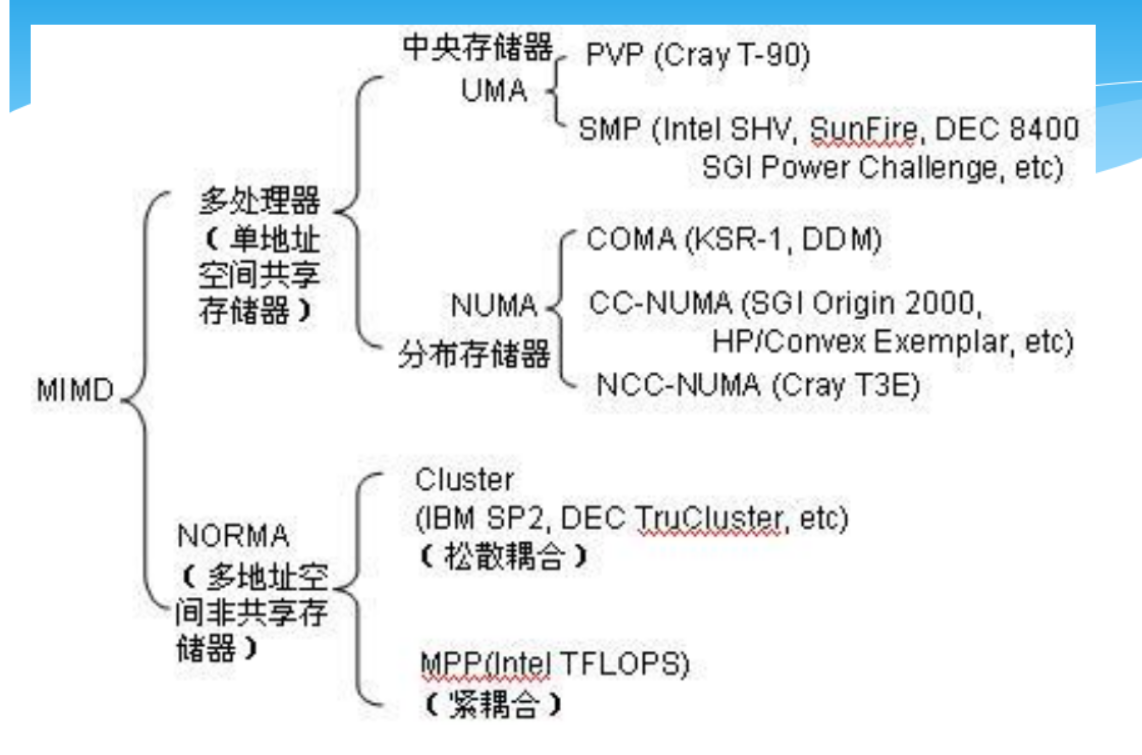 中央存储器
UMA
PVP (Cray T-90)
SMP (Intel SHV, SunFire, DEC 8400
SGI Power Challenge, etc)
多处理器
（单地址
空间共享
存储器）
COMA (KSR-1, DDM)
NUMA
分布存储器
CC-NUMA (SGI Origin 2000,
HP/Convex Exemplar, etc)
NCC-NUMA (Cray T3E)
MIMD
NORMA
（多地址空
间非共享存
储器）
Cluster
(IBM SP2, DEC TruCluster, etc)
（松散耦合）
MPP(Intel TFLOPS)
（紧耦合）